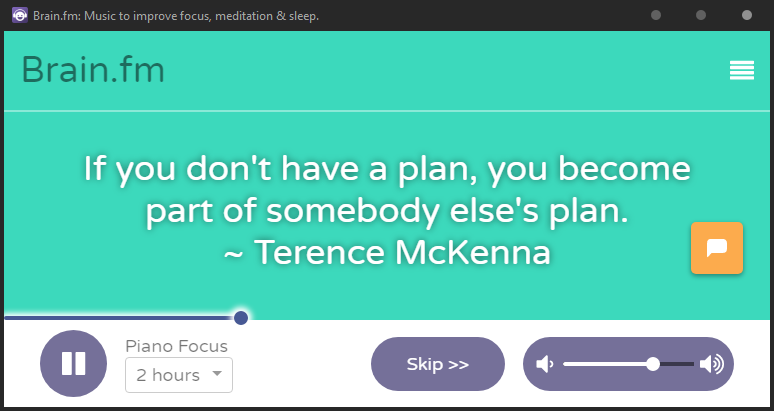 Brain.fm: Music to improve focus, meditation & sleep.
Brain.fm
If you don't have a plan, you become
part of somebody else's plan.
~ Terence McKenna
Piano Focus
2 hours
Skip >>